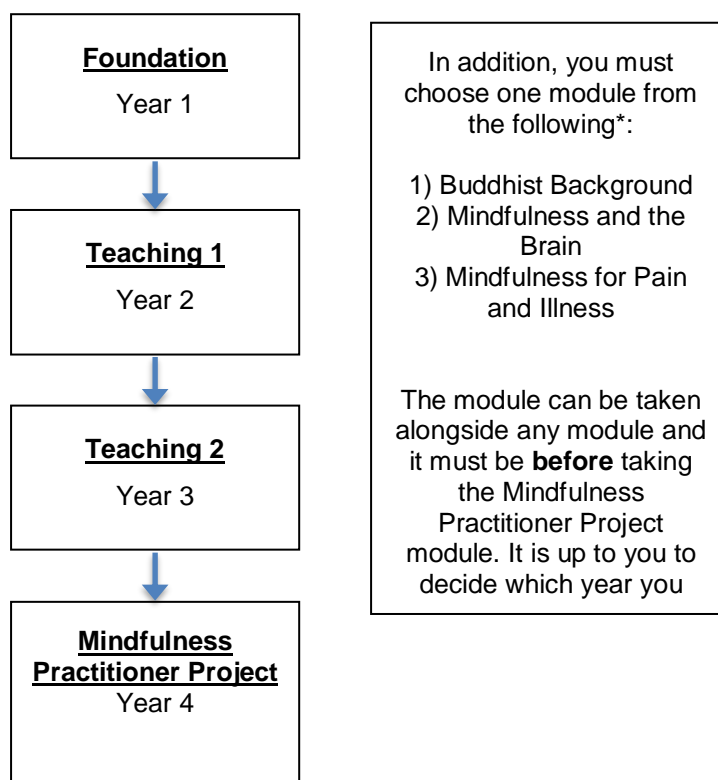 Foundation
Year 1
Teaching 1
Year 2
Teaching 2
Year 3
Mindfulness
Practitioner Project
Year 4
In addition, you must
choose one module from
the following*:
1) Buddhist Background
2) Mindfulness and the
Brain
3) Mindfulness for Pain
and Illness
The module can be taken
alongside any module and
it must be before taking
the Mindfulness
Practitioner Project
module. It is up to you to
decide which year you